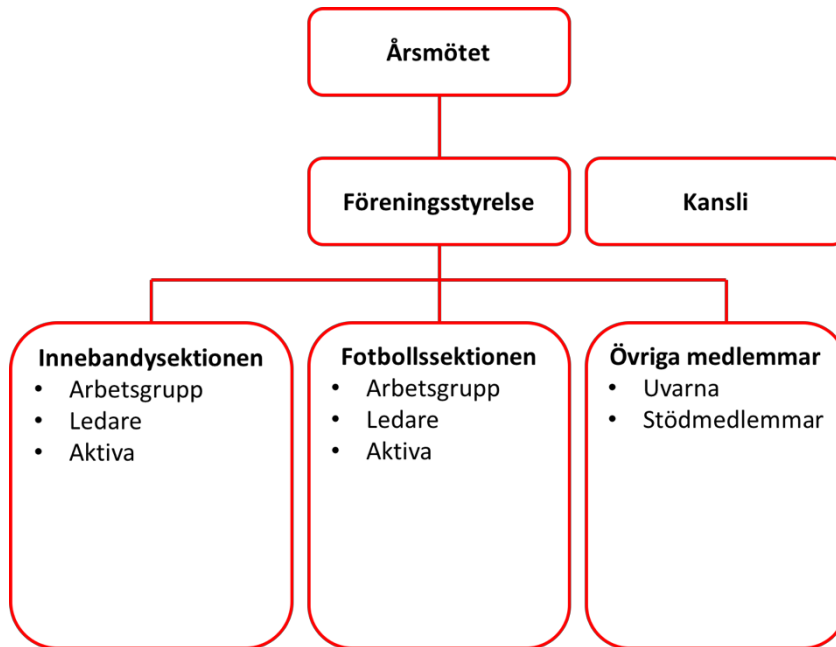 Årsmötet
Föreningsstyrelse
Kansli
Innebandysektionen
• Arbetsgrupp
• Ledare
• Aktiva
Fotbollssektionen
• Arbetsgrupp
• Ledare
• Aktiva
Övriga medlemmar
• Uvarna
• Stödmedlemmar